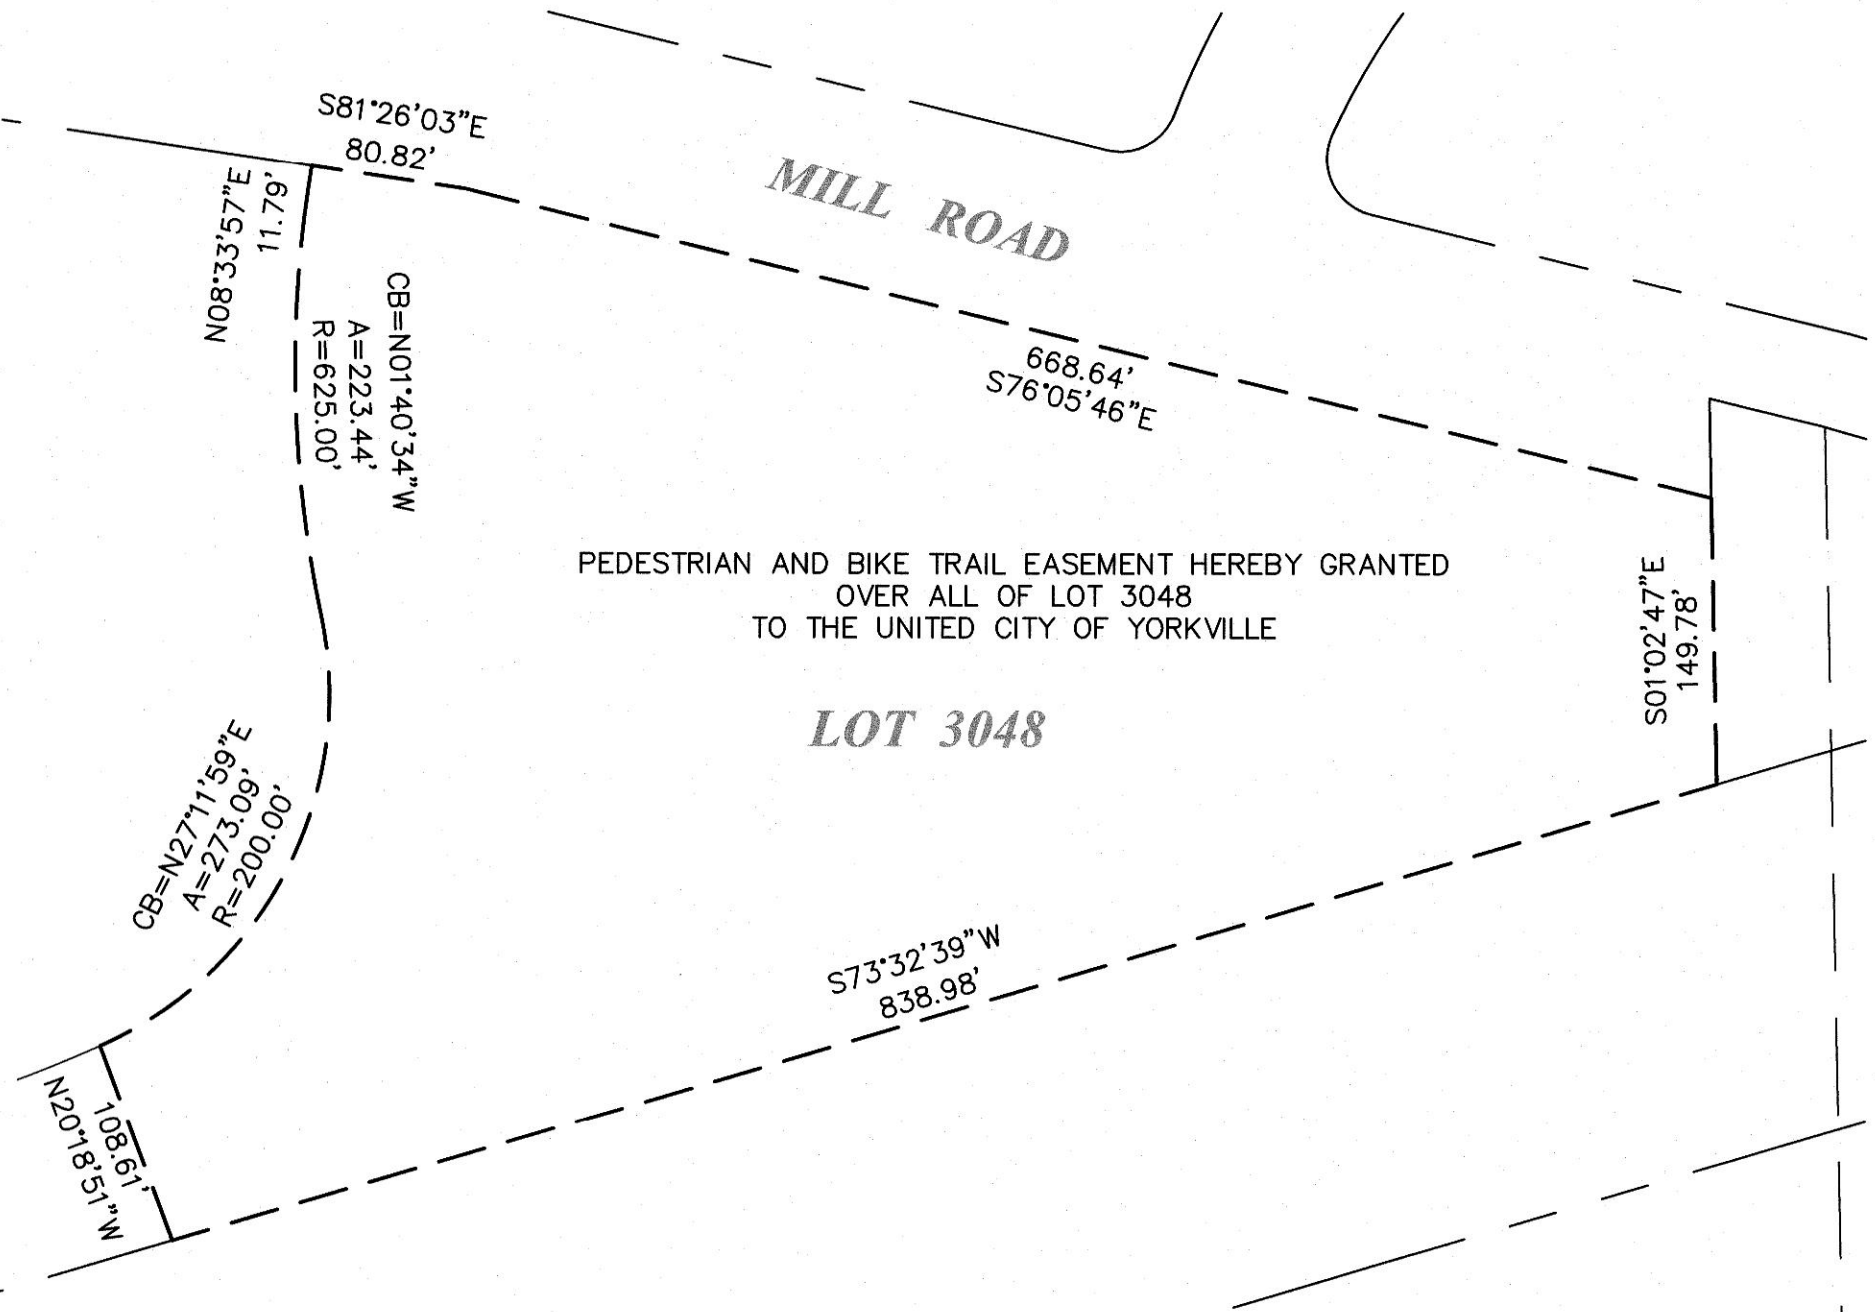 S81°26'03"E
80.82'
N08°33'57"E
11.79'
MILL ROAD
CB=N01°40'34"W
A=223.44'
R=625.00'
668.64'
S76°05'46"E
PEDESTRIAN AND BIKE TRAIL EASEMENT HEREBY GRANTED
OVER ALL OF LOT 3048
TO THE UNITED CITY OF YORKVILLE
S01°02'47"E
149.78'
LOT 3048
CB=N27°11'59"E
A=273.09'
R=200.00'
S73°32'39"W
838.98'
108.61'
N20°18'51"W